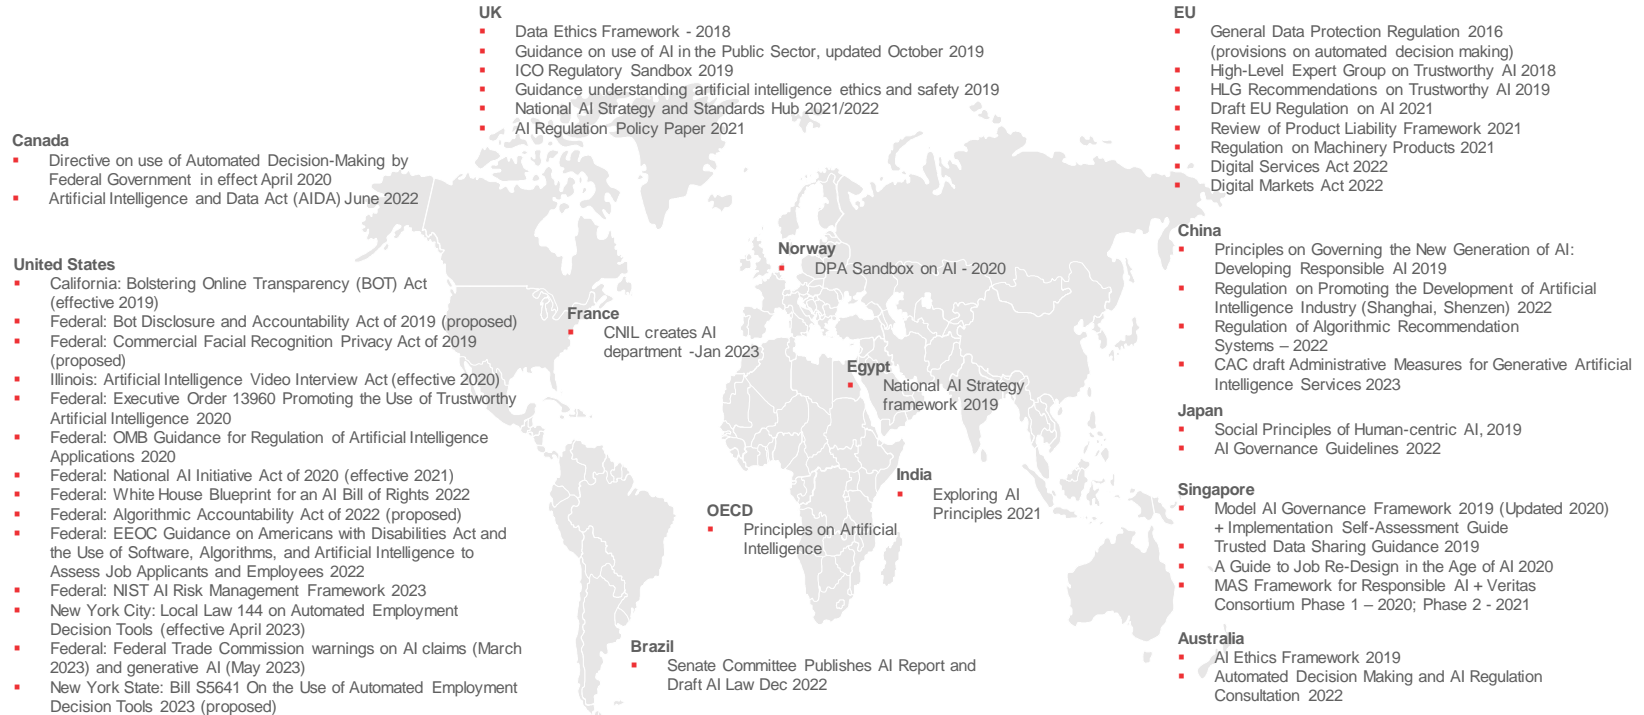 UK
Data Ethics Framework - 2018
Guidance on use of AI in the Public Sector, updated October 2019
ICO Regulatory Sandbox 2019
Guidance understanding artificial intelligence ethics and safety 2019
National AI Strategy and Standards Hub 2021/2022
AI Regulation Policy Paper 2021
EU
General Data Protection Regulation 2016
(provisions on automated decision making)
High-Level Expert Group on Trustworthy AI 2018
HLG Recommendations on Trustworthy AI 2019
Draft EU Regulation on AI 2021
Review of Product Liability Framework 2021
Regulation on Machinery Products 2021
Digital Services Act 2022
Digital Markets Act 2022
Canada
Directive on use of Automated Decision-Making by
Federal Government in effect April 2020
Artificial Intelligence and Data Act (AIDA) June 2022
United States
California: Bolstering Online Transparency (BOT) Act
(effective 2019)
Federal: Bot Disclosure and Accountability Act of 2019 (proposed)
Federal: Commercial Facial Recognition Privacy Act of 2019
(proposed)
Illinois: Artificial Intelligence Video Interview Act (effective 2020)
Federal: Executive Order 13960 Promoting the Use of Trustworthy
Artificial Intelligence 2020
Federal: OMB Guidance for Regulation of Artificial Intelligence
Applications 2020
Federal: National AI Initiative Act of 2020 (effective 2021)
Federal: White House Blueprint for an AI Bill of Rights 2022
Federal: Algorithmic Accountability Act of 2022 (proposed)
Federal: EEOC Guidance on Americans with Disabilities Act and
the Use of Software, Algorithms, and Artificial Intelligence to
Assess Job Applicants and Employees 2022
Federal: NIST AI Risk Management Framework 2023
New York City: Local Law 144 on Automated Employment
Decision Tools (effective April 2023)
Federal: Federal Trade Commission warnings on AI claims (March
2023) and generative AI (May 2023)
New York State: Bill S5641 On the Use of Automated Employment
Decision Tools 2023 (proposed)
Norway
DPA Sandbox on AI - 2020
France
CNIL creates AI
department -Jan 2023
Egypt
National AI Strategy
framework 2019
India
Exploring AI
Principles 2021
OECD
Principles on Artificial
Intelligence
Brazil
Senate Committee Publishes AI Report and
Draft AI Law Dec 2022
China
Principles on Governing the New Generation of AI:
Developing Responsible AI 2019
Regulation on Promoting the Development of Artificial
Intelligence Industry (Shanghai, Shenzen) 2022
Regulation of Algorithmic Recommendation
Systems – 2022
CAC draft Administrative Measures for Generative Artificial
Intelligence Services 2023
Japan
Social Principles of Human-centric AI, 2019
AI Governance Guidelines 2022
Singapore
Model AI Governance Framework 2019 (Updated 2020)
+ Implementation Self-Assessment Guide
Trusted Data Sharing Guidance 2019
A Guide to Job Re-Design in the Age of AI 2020
MAS Framework for Responsible AI + Veritas
Consortium Phase 1 – 2020; Phase 2 - 2021
Australia
AI Ethics Framework 2019
Automated Decision Making and AI Regulation
Consultation 2022